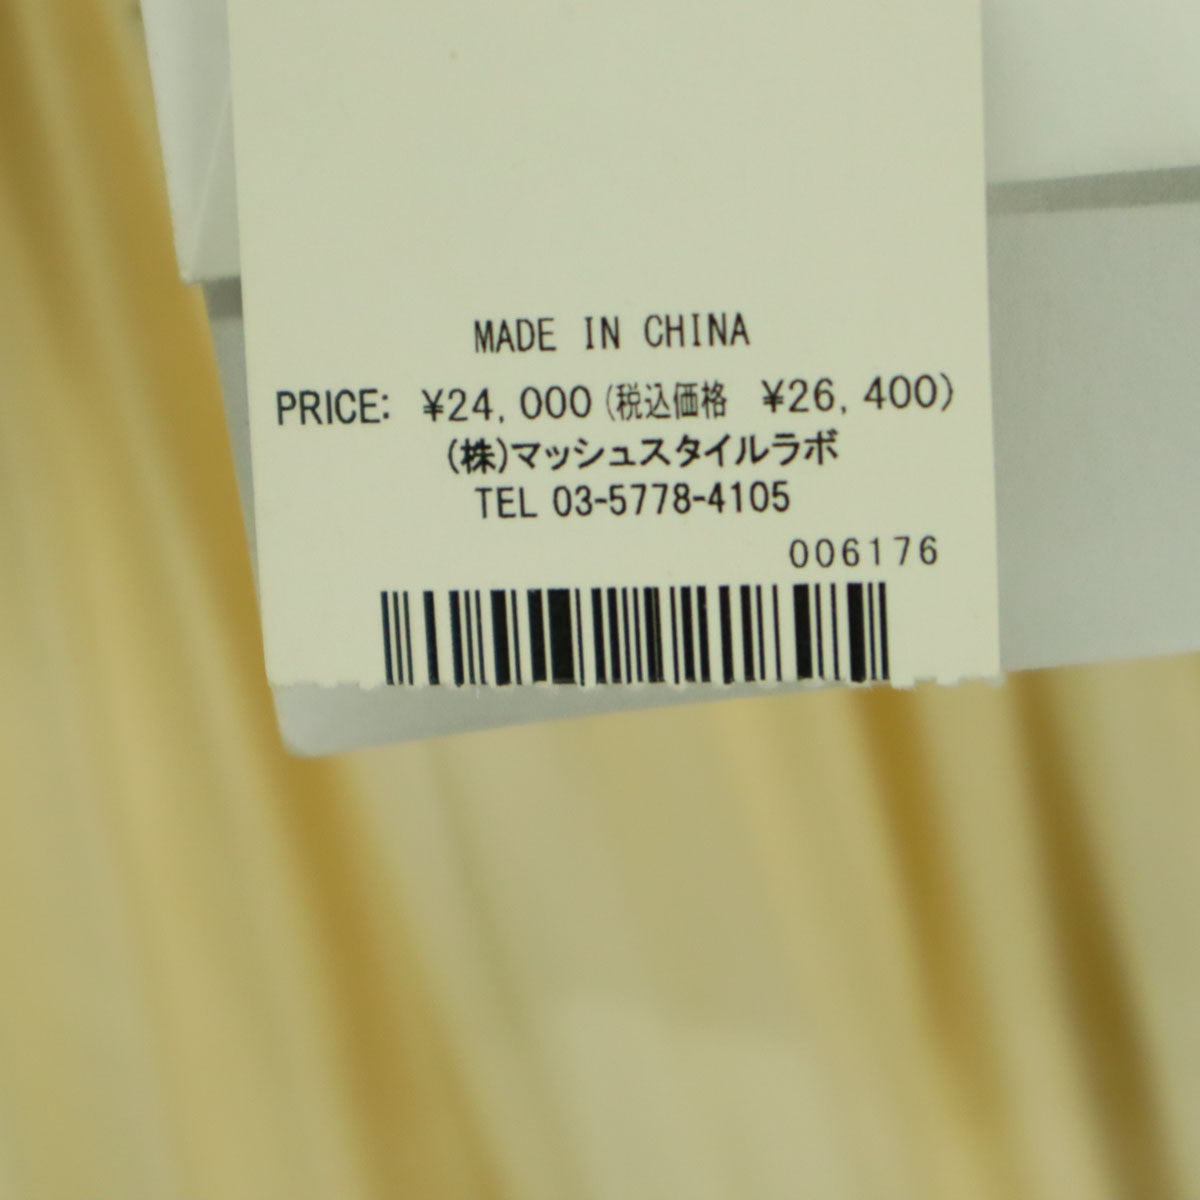 MADE IN CHINA
PRICE: ¥24,000(税込価格 ¥26,400)
(株)マッシュスタイルラボ
TEL 03-5778-4105
006176